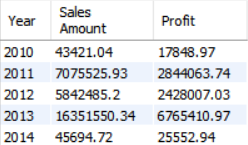 Year Sales Amount Profit
2010 43421.04 17848.97
2011 7075525.93 2844063.74
2012 5842485.2 2428007.03
2013 16351550.34 6765410.97
2014 45694.72 25552.94